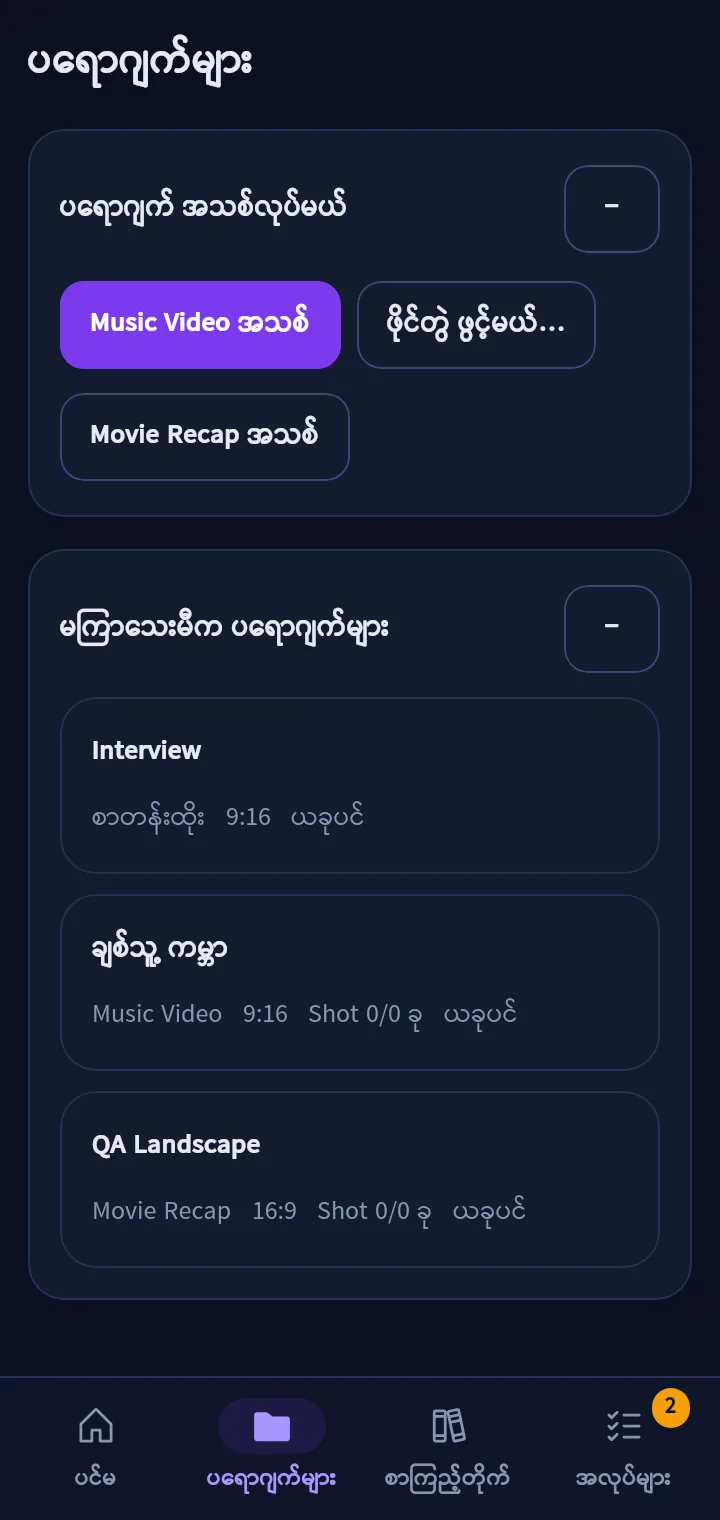 ပရောဂျက်များ
ပရောဂျက် အသစ်လုပ်မယ်
–
Music Video အသစ်
ဖိုင်တွဲ ဖွင့်မယ်…
Movie Recap အသစ်
မကြာသေးမီက ပရောဂျက်များ
–
Interview
စာတန်းထိုး 9:16 ယခုပင်
ချစ်သူ့ ကမ္ဘာ
Music Video 9:16 Shot 0/0 ခု ယခုပင်
QA Landscape
Movie Recap 16:9 Shot 0/0 ခု ယခုပင်
2
ပင်မ ပရောဂျက်များ စာကြည့်တိုက် အလုပ်များ